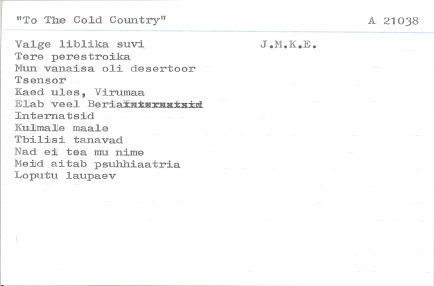 "To The Cold Country" A 21038
Valge liblika suvi J.M.K.E.
Tere perestroika
Mun vanaisa oli desertoor
Tsensor
Kaed ules, Virumaa
Elab veel Beria
Internatsid
Kulmale maale
Tbilisi tanavad
Nad ei tea mu nime
Meid aitab psuhhiaatria
Loputu laupaev